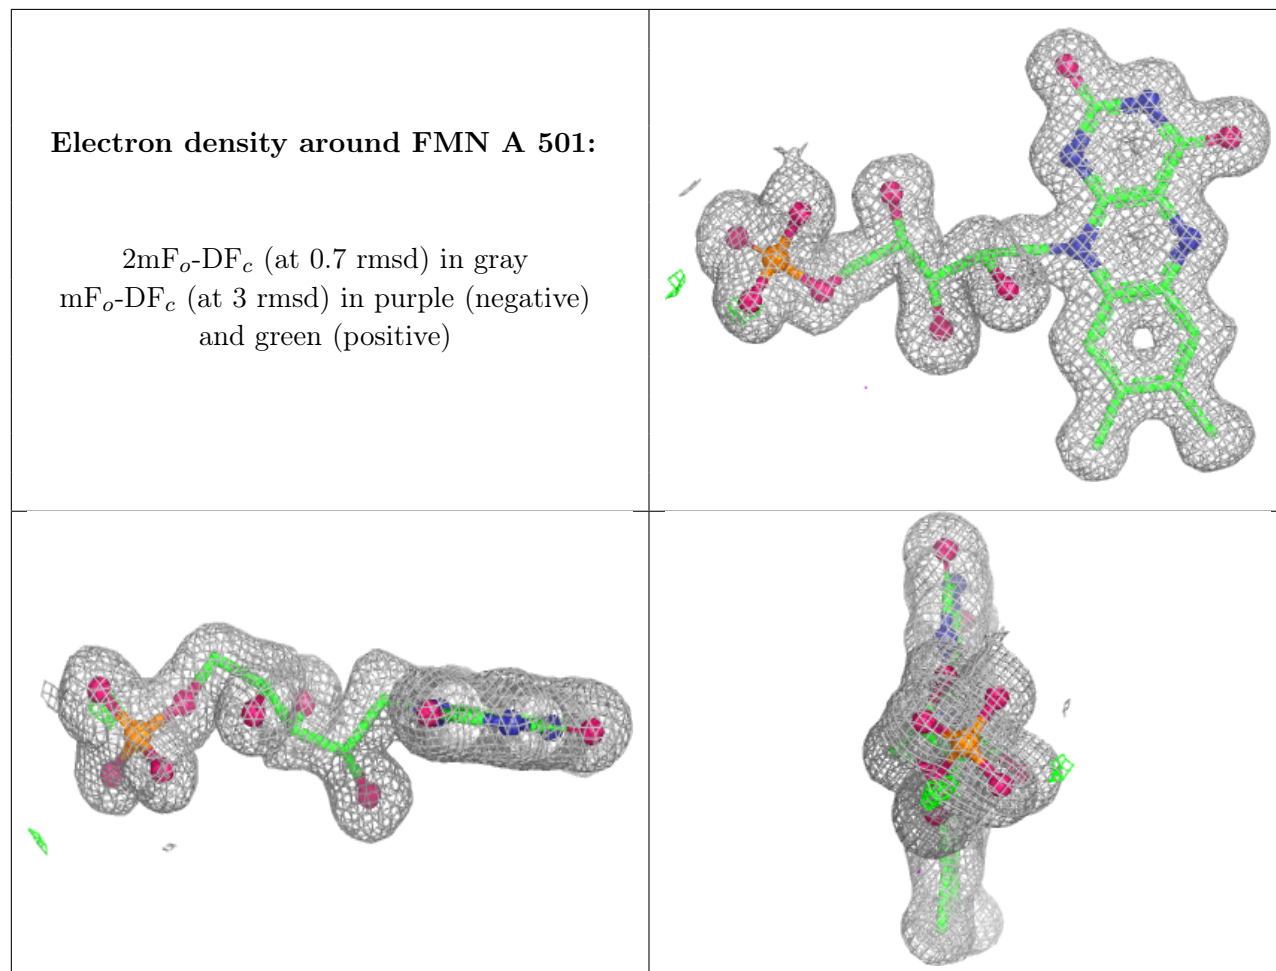 Electron density around FMN A 501:
2mFo-DFc (at 0.7 rmsd) in gray
mFo-DFc (at 3 rmsd) in purple (negative)
and green (positive)